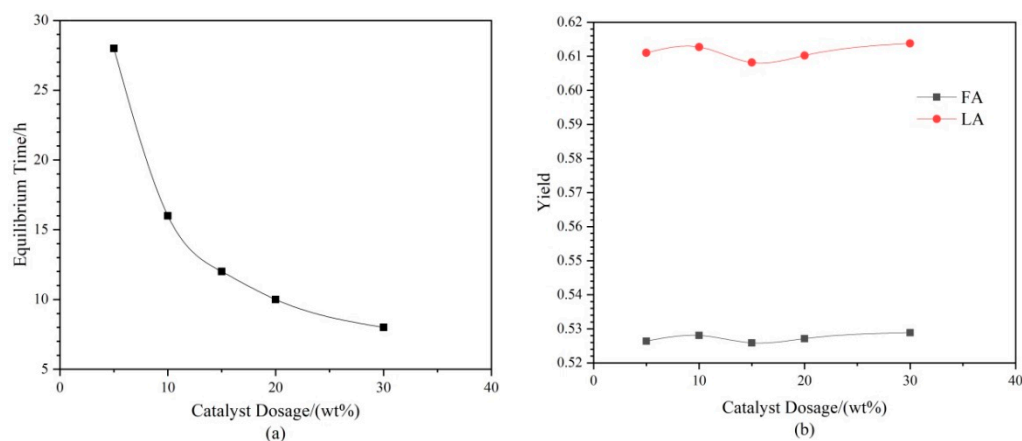 30
25
20
15
10
5
0 10 20 30 40
Equilibrium Time/h
Catalyst Dosage/(wt%)
(a)
0.62
0.61
0.60
0.59
0.58
0.57
0.56
0.55
0.54
0.53
0.52
0 10 20 30 40
Yield
FA
LA
Catalyst Dosage/(wt%)
(b)